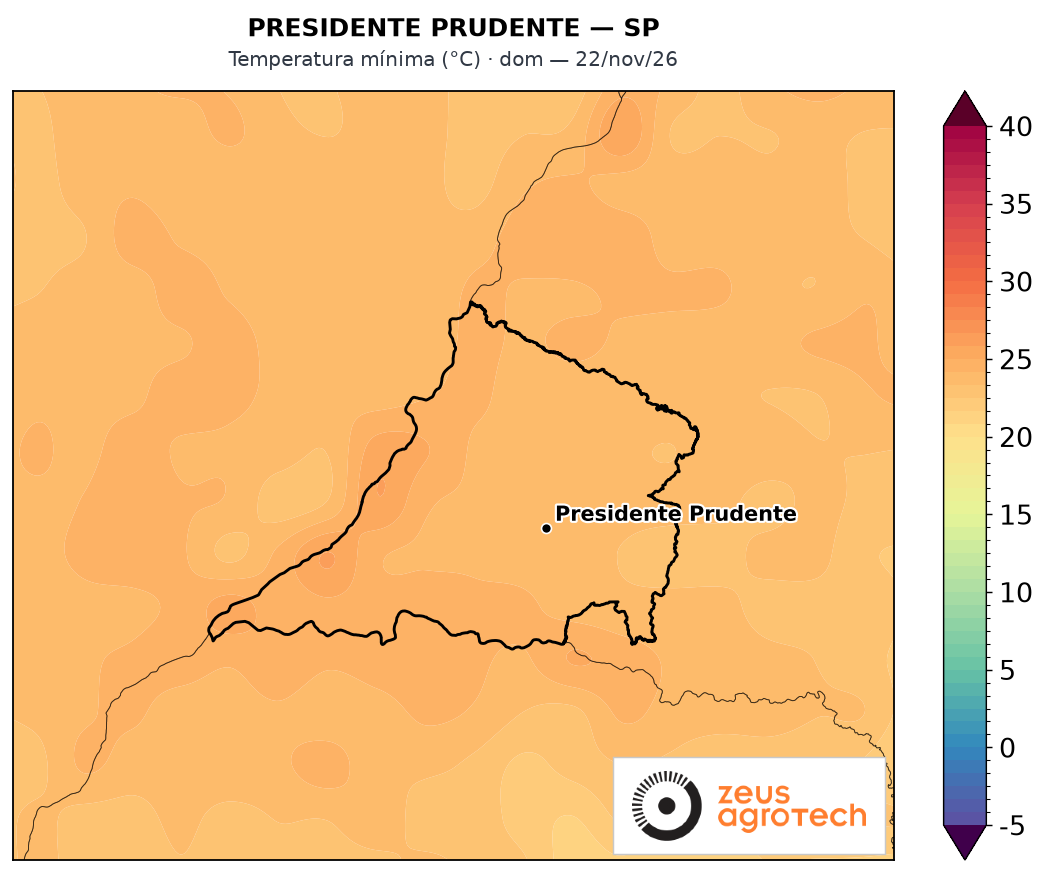 PRESIDENTE PRUDENTE — SP
Temperatura mínima (°C) · dom — 22/nov/26
40
35
30
25
20
15
10
5
0
-5
Presidente Prudente
zeus
agrotech